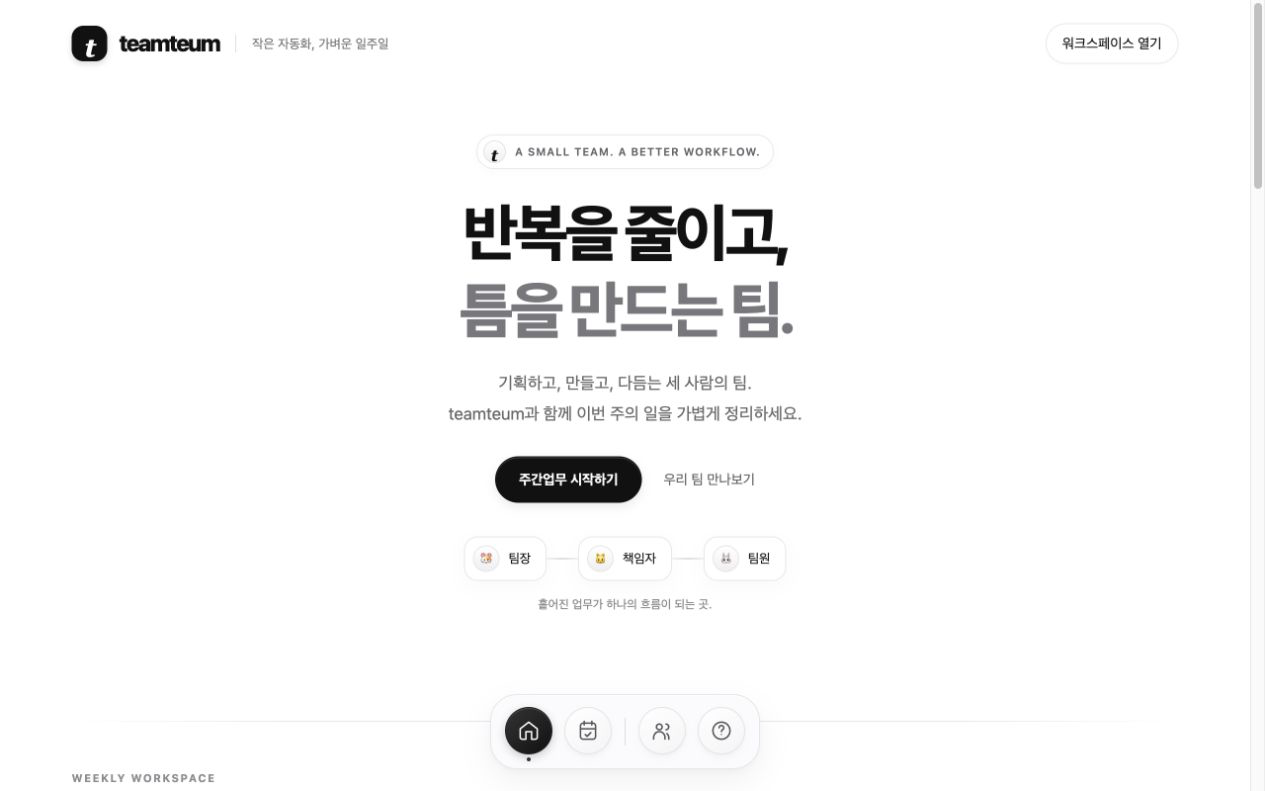 t teamteum 작은 자동화, 가벼운 일주일 워크스페이스 열기
t A SMALL TEAM. A BETTER WORKFLOW.
반복을 줄이고,
틈을 만드는 팀.
기획하고, 만들고, 다듬는 세 사람의 팀.
teamteum과 함께 이번 주의 일을 가볍게 정리하세요.
주간업무 시작하기 우리 팀 만나보기
팀장 책임자 팀원
흩어진 업무가 하나의 흐름이 되는 곳.
WEEKLY WORKSPACE